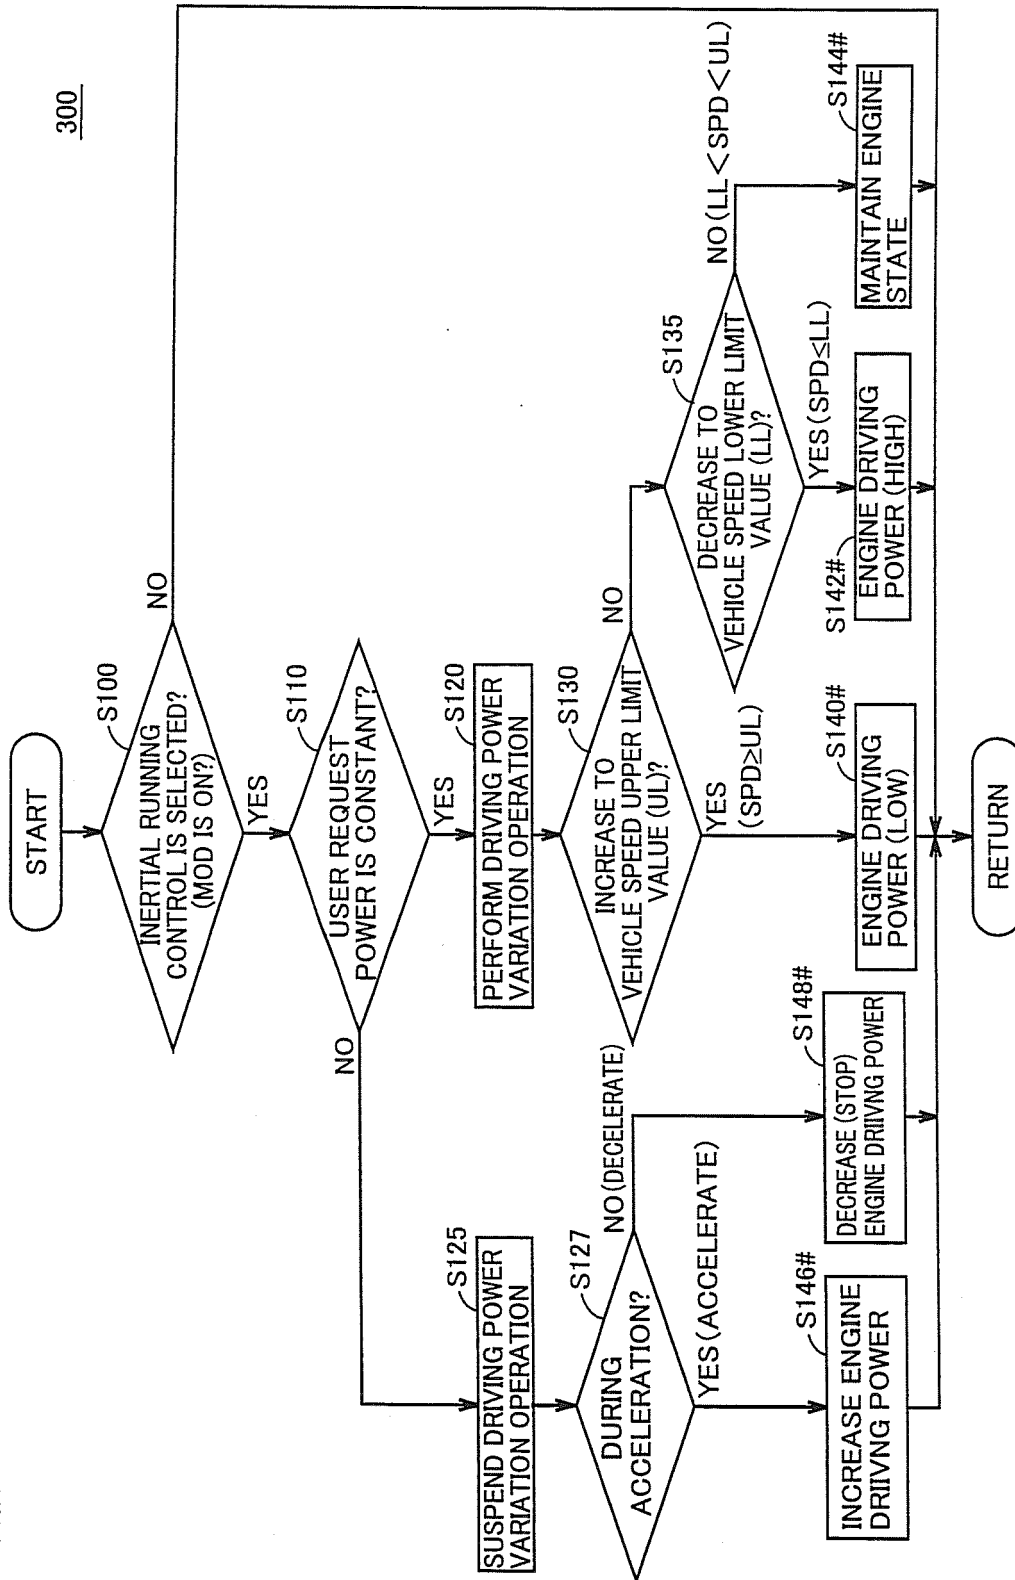 300
START
INERTIAL RUNNING
CONTROL IS SELECTED?
(MOD IS ON?)
S100
NO
YES
USER REQUEST
POWER IS CONSTANT?
S110
NO
YES
SUSPEND DRIVING POWER
VARIATION OPERATION
S125
PERFORM DRIVING POWER
VARIATION OPERATION
S120
DURING
ACCELERATION?
S127
NO(DECELERATE)
YES(ACCELERATE)
INCREASE TO
VEHICLE SPEED UPPER LIMIT
VALUE (UL)?
S130
NO
YES
(SPD≥UL)
DECREASE TO
VEHICLE SPEED LOWER LIMIT
VALUE (LL)?
S135
NO(LL<SPD<UL)
YES(SPD≤LL)
INCREASE ENGINE
DRIIVNG POWER
S146#
DECREASE (STOP)
ENGINE DRIIVNG POWER
S148#
ENGINE DRIVING
POWER (LOW)
S140#
ENGINE DRIVING
POWER (HIGH)
S142#
MAINTAIN ENGINE
STATE
S144#
RETURN